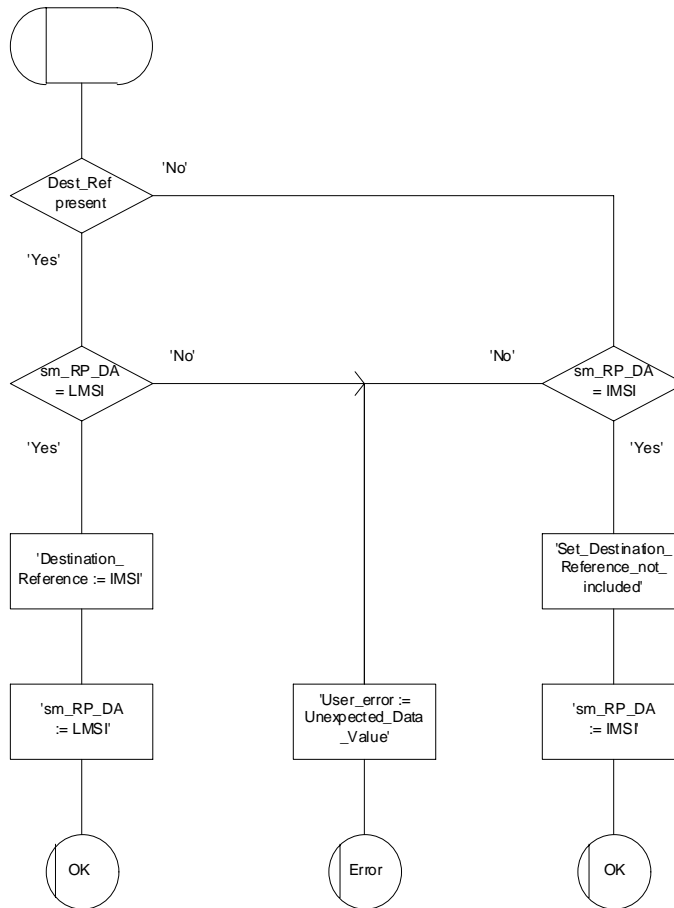 'No'
Dest_Ref
present
'Yes'
sm_RP_DA
= LMSI
'No'
'No'
sm_RP_DA
= IMSI
'Yes'
'Yes'
'Destination_
Reference := IMSI'
'Set_Destination_
Reference_not_
included'
'sm_RP_DA
:= LMSI'
'User_error :=
Unexpected_Data
_Value'
'sm_RP_DA
:= IMSI'
OK
Error
OK